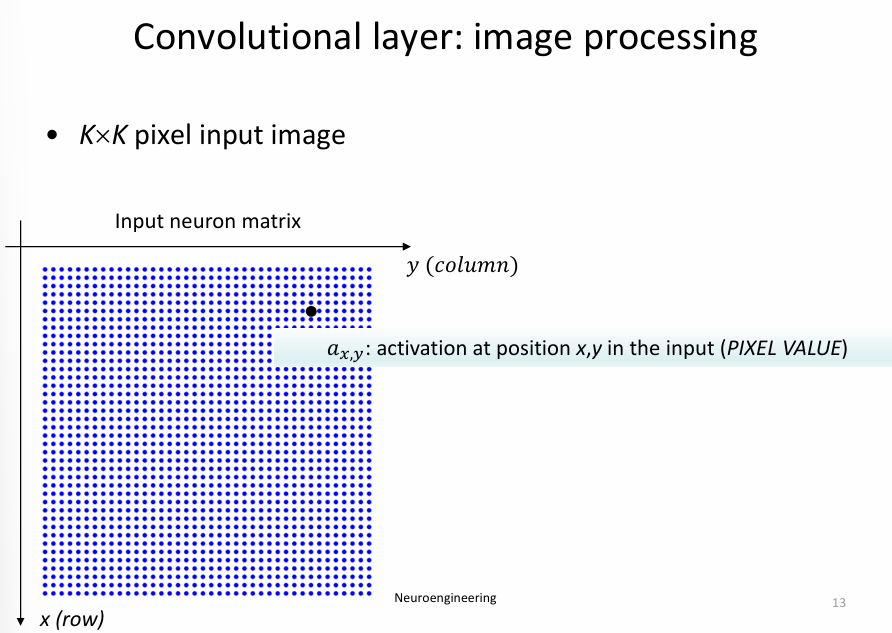 Convolutional layer: image processing
• K×K pixel input image
Input neuron matrix
y (column)
a_{x,y}: activation at position x,y in the input (PIXEL VALUE)
x (row)
Neuroengineering
13